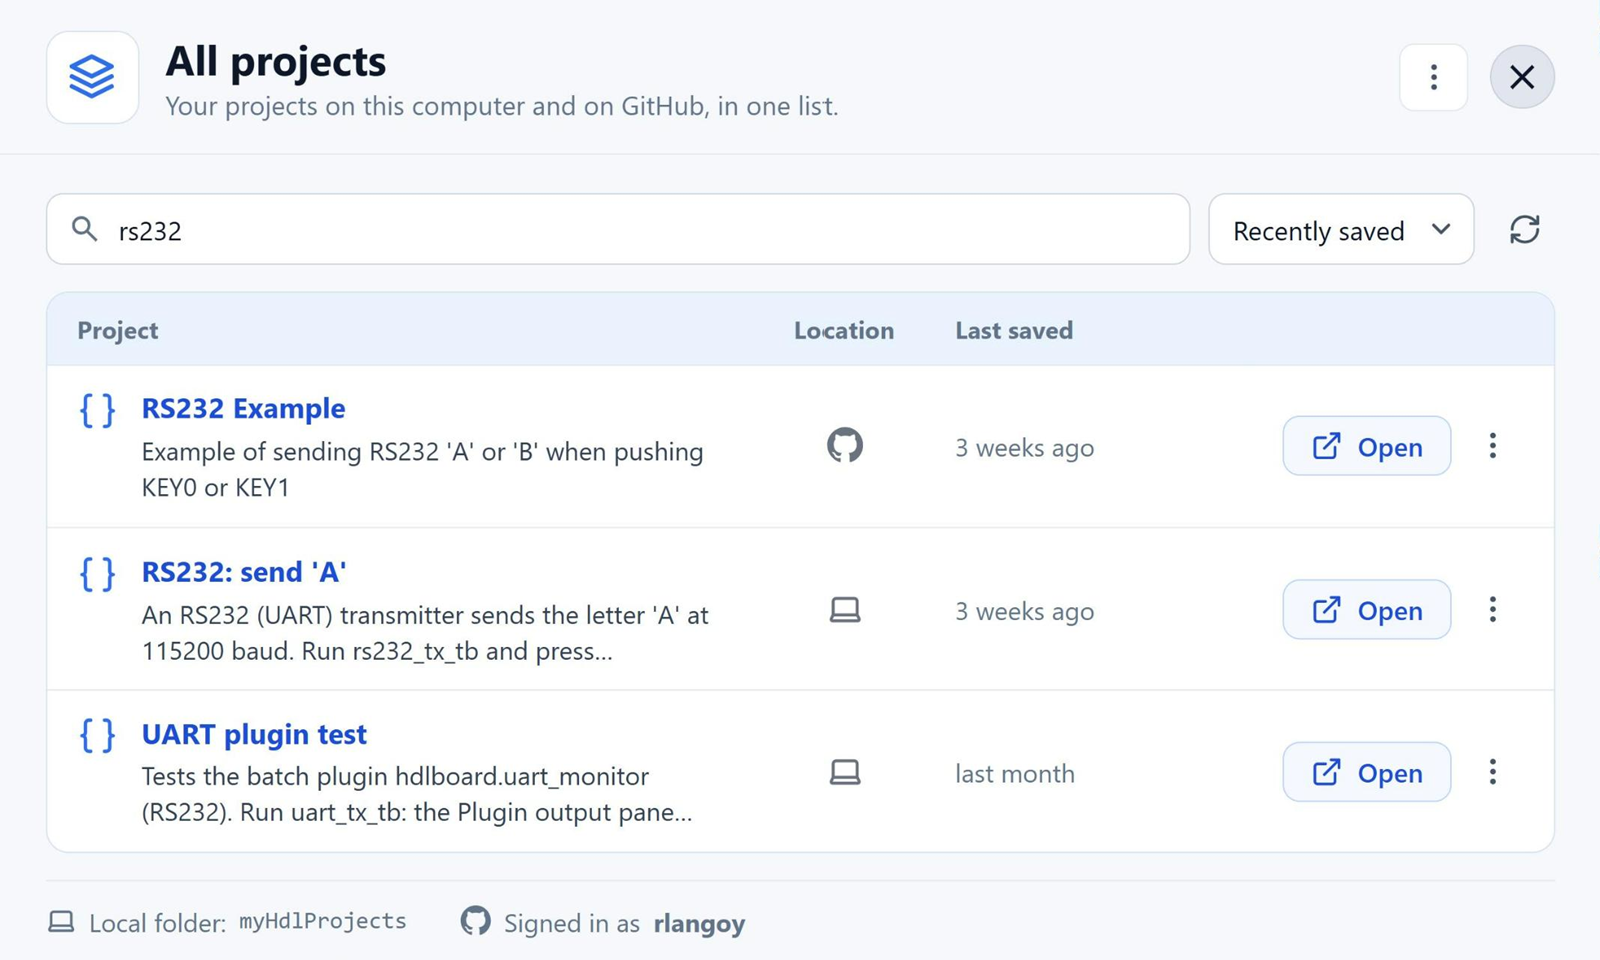 All projects
Your projects on this computer and on GitHub, in one list.
rs232
Recently saved
Project Location Last saved
RS232 Example
Example of sending RS232 'A' or 'B' when pushing
KEY0 or KEY1
3 weeks ago
Open
RS232: send 'A'
An RS232 (UART) transmitter sends the letter 'A' at
115200 baud. Run rs232_tx_tb and press...
3 weeks ago
Open
UART plugin test
Tests the batch plugin hdlboard.uart_monitor
(RS232). Run uart_tx_tb: the Plugin output pane...
last month
Open
Local folder: myHdlProjects Signed in as rlangoy